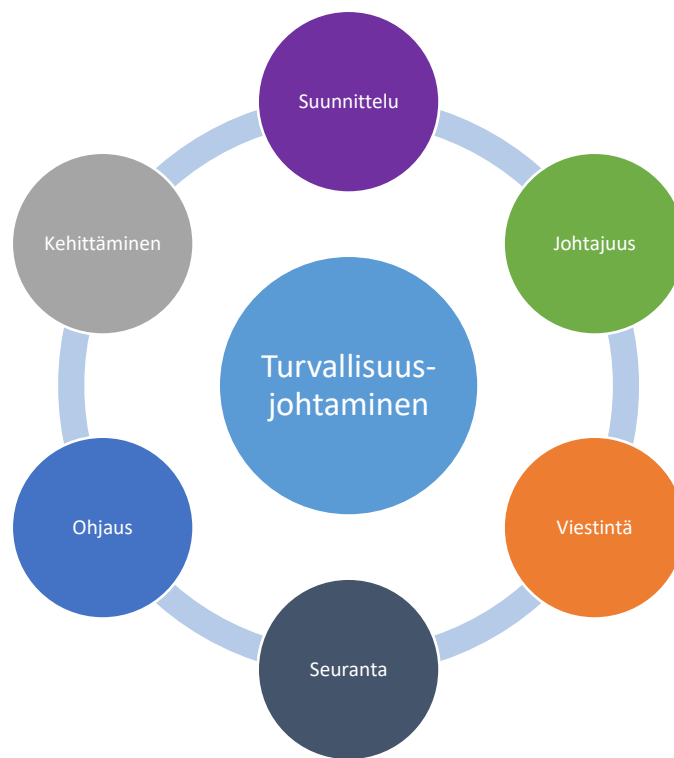 Suunnittelu
Kehittäminen
Johtajuus
Turvallisuus-
johtaminen
Ohjaus
Viestintä
Seuranta